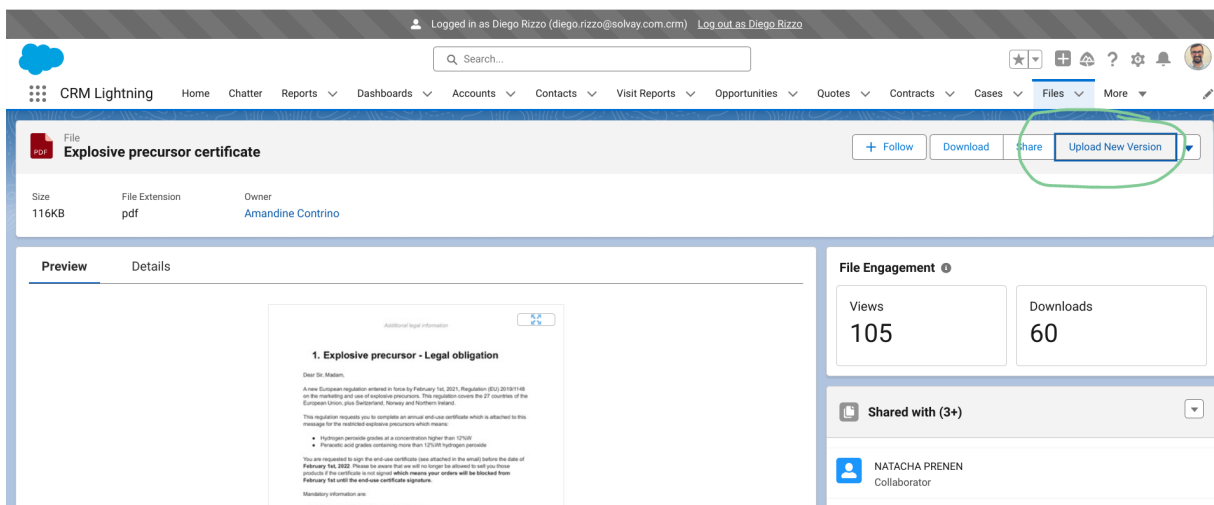 Logged in as Diego Rizzo (diego.rizzo@solvay.com.crm) Log out as Diego Rizzo
Search...
CRM Lightning Home Chatter Reports Dashboards Accounts Contacts Visit Reports Opportunities Quotes Contracts Cases Files More
PDF
File
Explosive precursor certificate
Follow Download Share Upload New Version
Size File Extension Owner
116KB pdf Amandine Contrino
Preview Details
Additional legal information
1. Explosive precursor - Legal obligation
Dear Sir, Madam,
A new European regulation entered in force by February 1st, 2021, Regulation (EU) 2019/1148
on the marketing and use of explosive precursors. This regulation covers the 27 countries of the
European Union, plus Switzerland, Norway and Northern Ireland.
This regulation requests you to complete an annual end-use certificate which is attached to this
message for the restricted explosive precursors which means:
• Hydrogen peroxide grades at a concentration higher than 12%W
• Peracetic acid grades containing more than 12%W hydrogen peroxide
You are requested to sign the end-use certificate (see attached in the email) before the date of
February 1st, 2022. Please be aware that we will no longer be allowed to sell you those
products if the certificate is not signed which means your orders will be blocked from
February 1st until the end-use certificate signature.
Mandatory information are:
File Engagement
Views Downloads
105 60
Shared with (3+)
NATACHA PRENEN
Collaborator